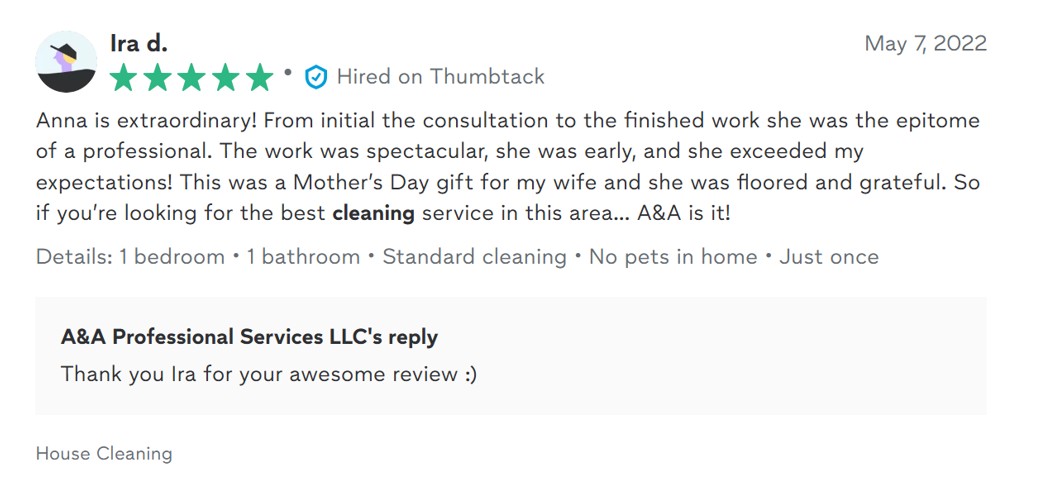 Ira d.
May 7, 2022
• Hired on Thumbtack
Anna is extraordinary! From initial the consultation to the finished work she was the epitome
of a professional. The work was spectacular, she was early, and she exceeded my
expectations! This was a Mother’s Day gift for my wife and she was floored and grateful. So
if you’re looking for the best cleaning service in this area... A&A is it!
Details: 1 bedroom • 1 bathroom • Standard cleaning • No pets in home • Just once
A&A Professional Services LLC's reply
Thank you Ira for your awesome review :)
House Cleaning